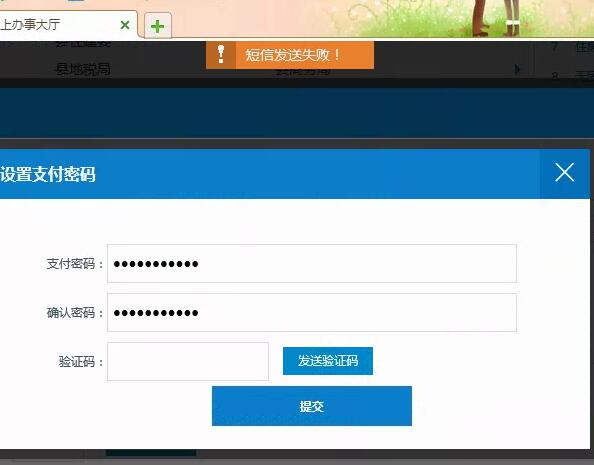 上办事大厅
短信发送失败！
县地税局
7
8
设置支付密码
支付密码：
确认密码：
验证码：
发送验证码
提交